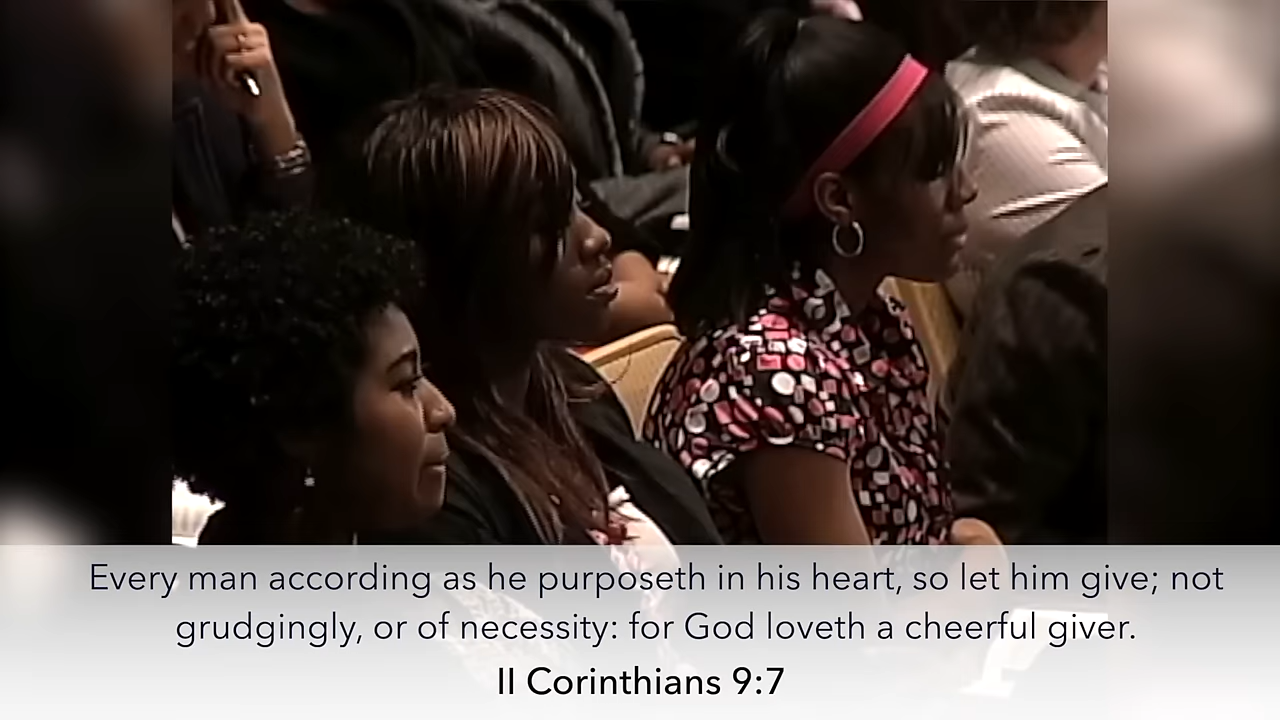 Every man according as he purposeth in his heart, so let him give; not
grudgingly, or of necessity: for God loveth a cheerful giver.
II Corinthians 9:7